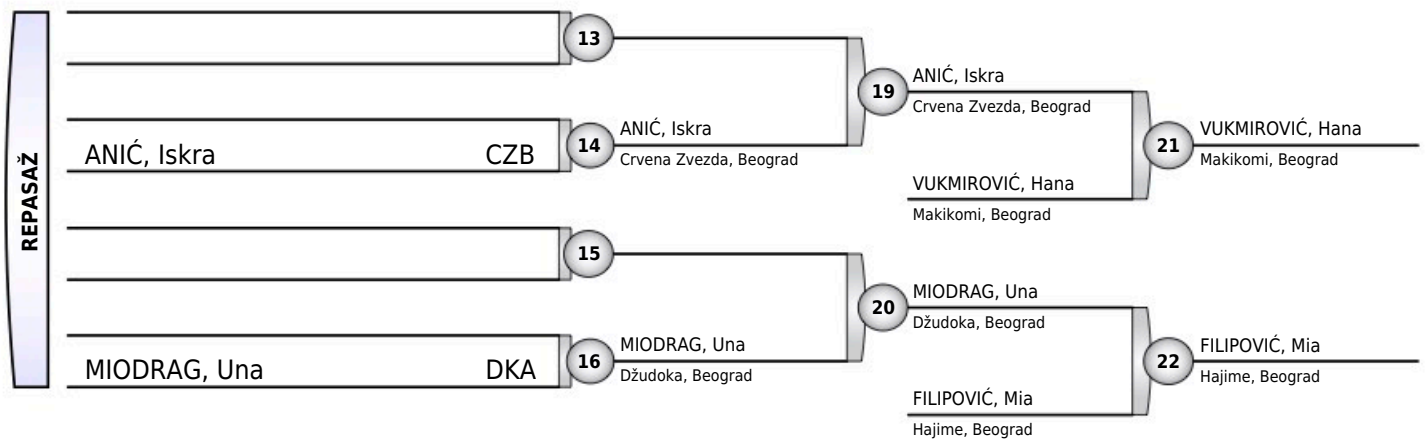 REPASAŽ
13
ANIĆ, Iskra CZB
14
ANIĆ, Iskra
Crvena Zvezda, Beograd
19
ANIĆ, Iskra
Crvena Zvezda, Beograd
VUKMIROVIĆ, Hana
Makikomi, Beograd
21
VUKMIROVIĆ, Hana
Makikomi, Beograd
15
MIODRAG, Una DKA
16
MIODRAG, Una
Džudoka, Beograd
20
MIODRAG, Una
Džudoka, Beograd
FILIPOVIĆ, Mia
Hajime, Beograd
22
FILIPOVIĆ, Mia
Hajime, Beograd